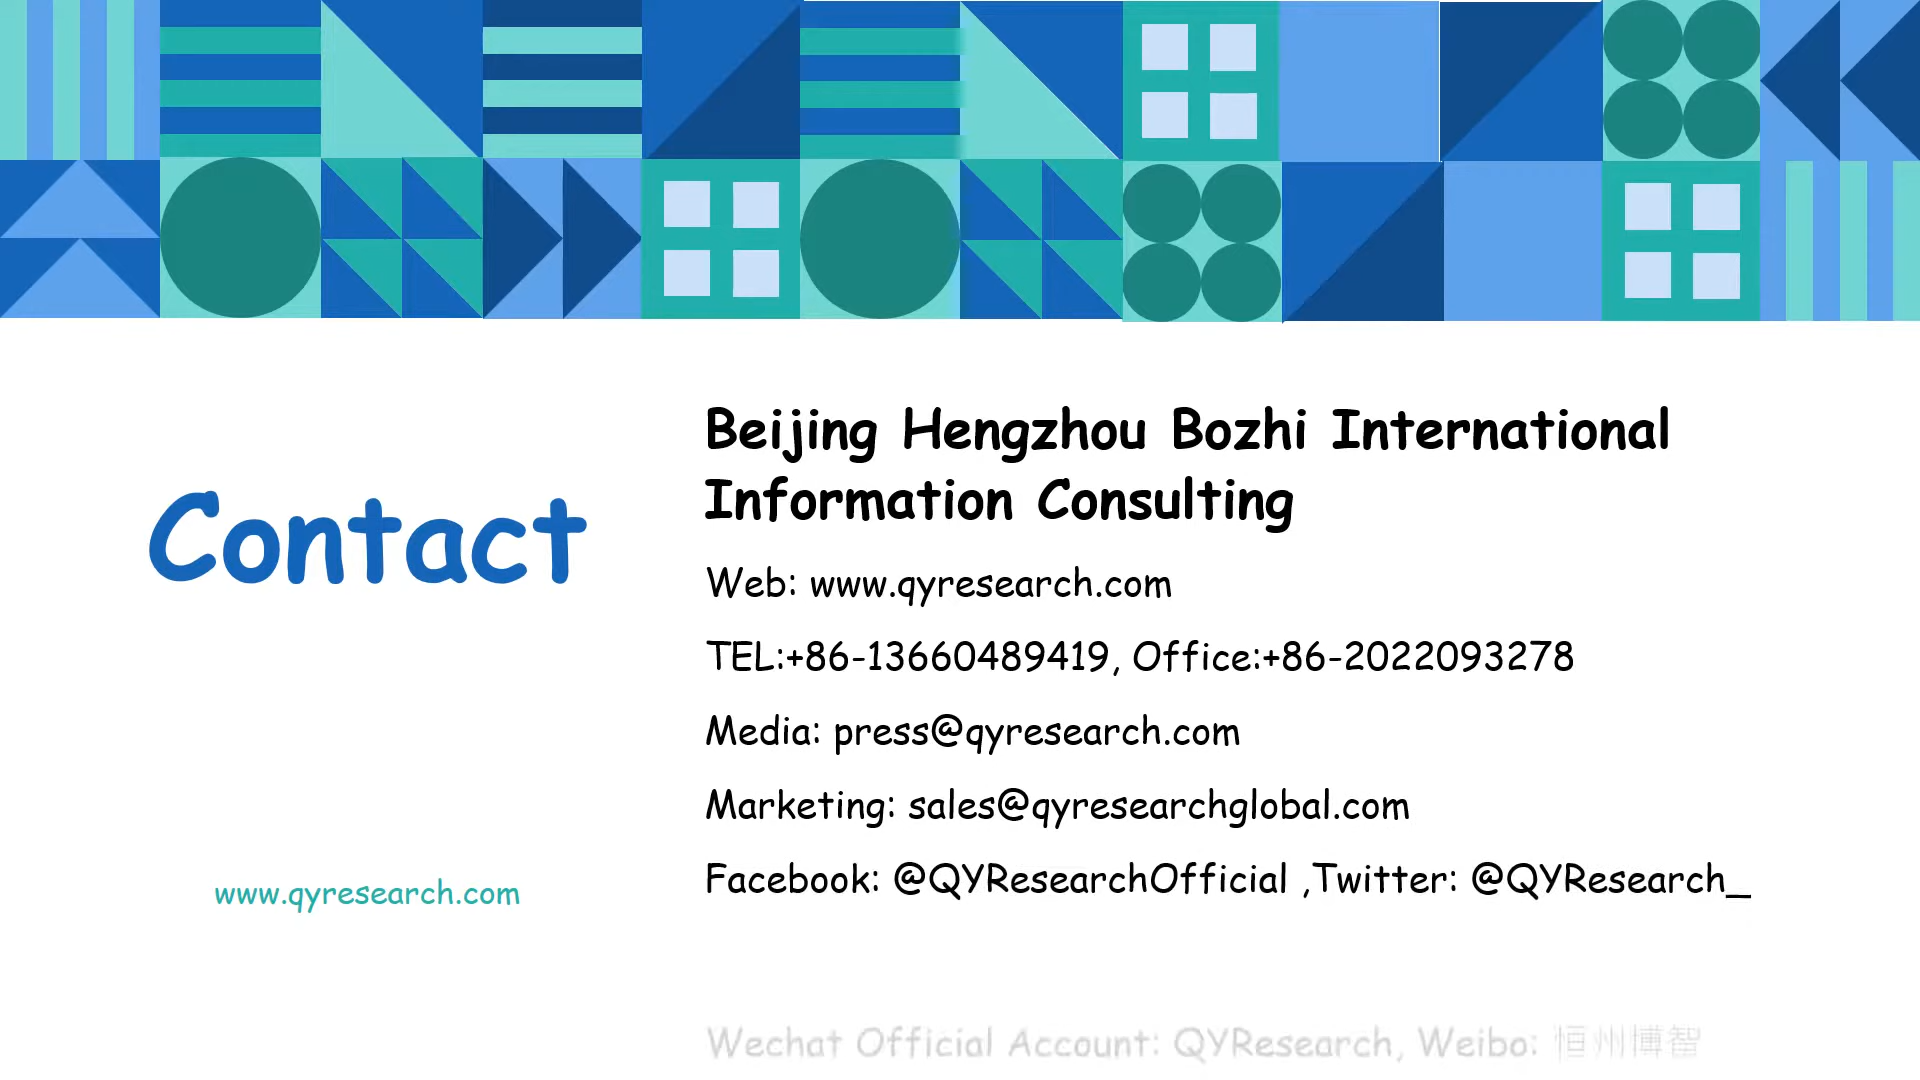 Contact
www.qyresearch.com
Beijing Hengzhou Bozhi International
Information Consulting
Web: www.qyresearch.com
TEL:+86-13660489419, Office:+86-2022093278
Media: press@qyresearch.com
Marketing: sales@qyresearchglobal.com
Facebook: @QYResearchOfficial ,Twitter: @QYResearch_
Wechat Official Account: QYResearch, Weibo: 恒州博智